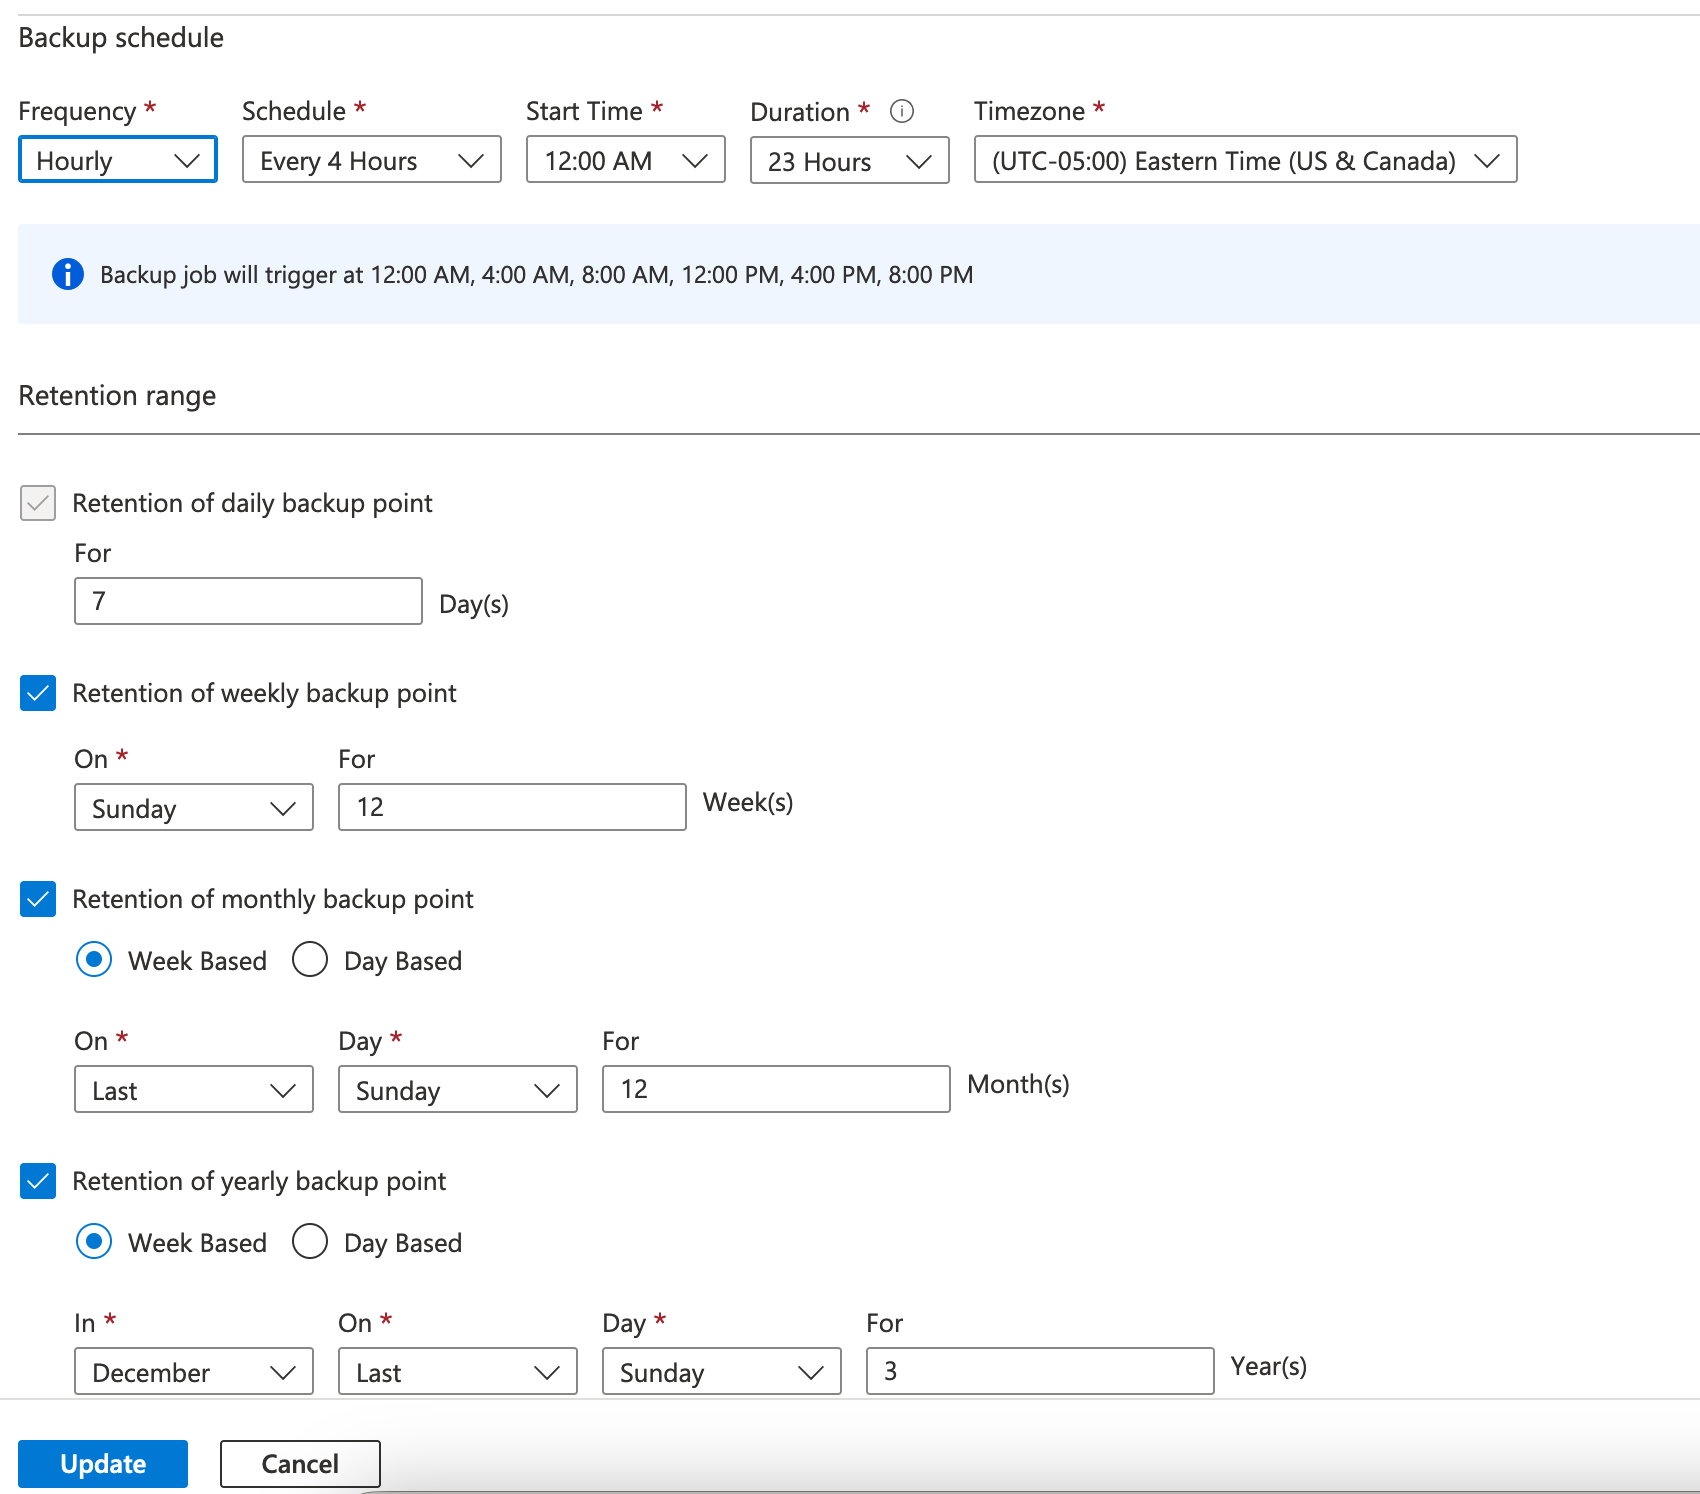 Backup schedule
Frequency * Schedule * Start Time * Duration * Timezone *
Hourly Every 4 Hours 12:00 AM 23 Hours (UTC-05:00) Eastern Time (US & Canada)
Backup job will trigger at 12:00 AM, 4:00 AM, 8:00 AM, 12:00 PM, 4:00 PM, 8:00 PM
Retention range
Retention of daily backup point
For
7 Day(s)
Retention of weekly backup point
On * For
Sunday 12 Week(s)
Retention of monthly backup point
Week Based Day Based
On * Day * For
Last Sunday 12 Month(s)
Retention of yearly backup point
Week Based Day Based
In * On * Day * For
December Last Sunday 3 Year(s)
Update Cancel